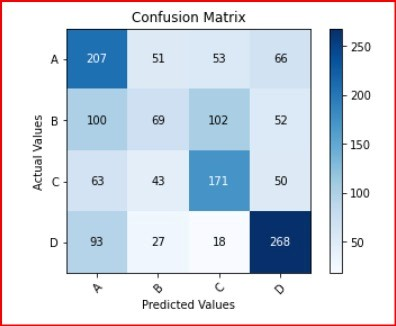 Confusion Matrix
A 207 51 53 66
B 100 69 102 52
C 63 43 171 50
D 93 27 18 268
A B C D
Actual Values
Predicted Values
250
200
150
100
50